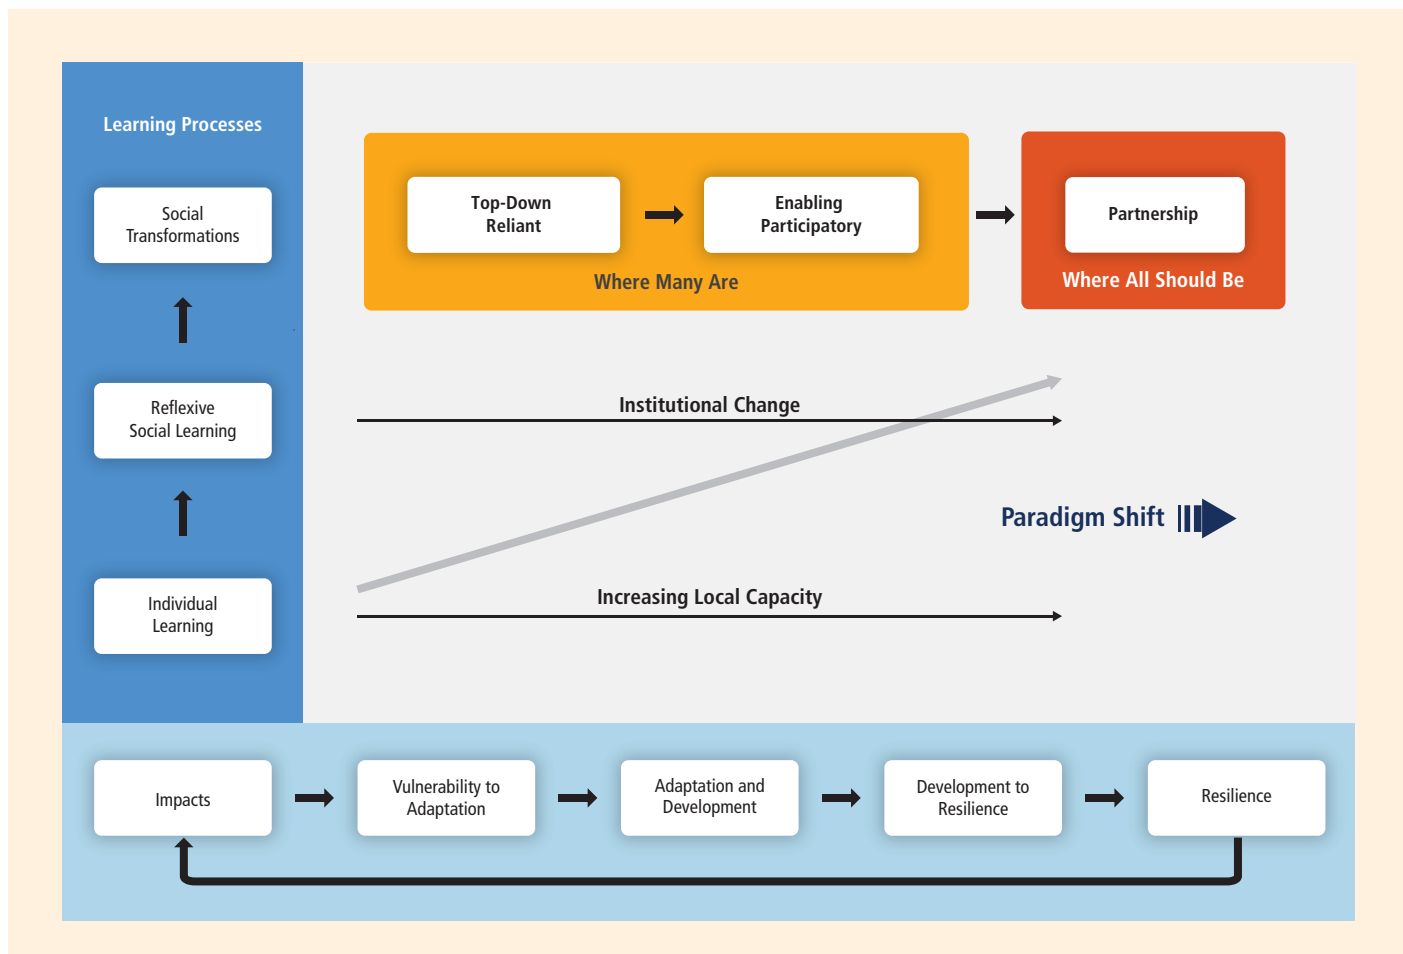 Learning Processes
Social
Transformations
Reflexive
Social Learning
Individual
Learning
Top-Down
Reliant
Enabling
Participatory
Where Many Are
Partnership
Where All Should Be
Institutional Change
Paradigm Shift
Increasing Local Capacity
Impacts
Vulnerability to
Adaptation
Adaptation and
Development
Development to
Resilience
Resilience